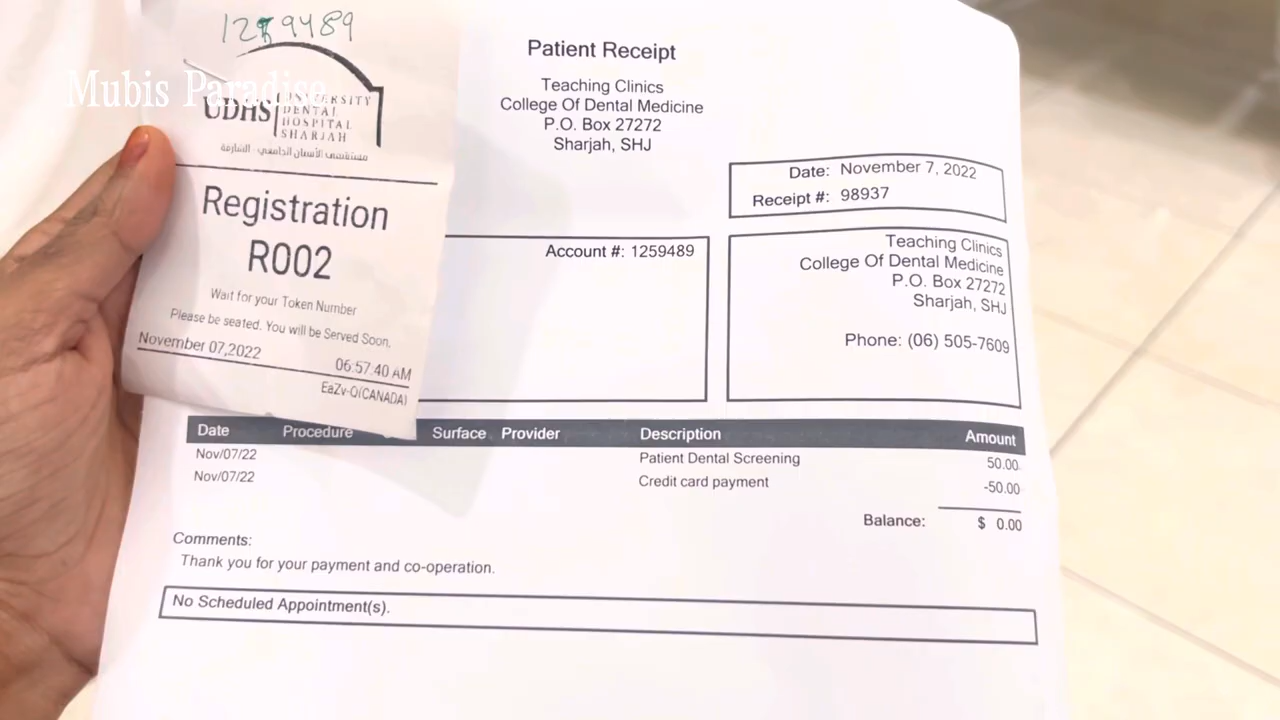 1259489
Mubis Paradise
UDHS
UNIVERSITY
DENTAL
HOSPITAL
SHARJAH
مستشفى الأسنان الجامعي - الشارقة
Registration
R002
Wait for your Token Number
Please be seated. You will be Served Soon.
November 07,2022
06:57:40 AM
EaZy-Q(CANADA)
Patient Receipt
Teaching Clinics
College Of Dental Medicine
P.O. Box 27272
Sharjah, SHJ
Date: November 7, 2022
Receipt #: 98937
Account #: 1259489
Teaching Clinics
College Of Dental Medicine
P.O. Box 27272
Sharjah, SHJ
Phone: (06) 505-7609
Date Procedure Surface Provider Description Amount
Nov/07/22 Patient Dental Screening 50.00
Nov/07/22 Credit card payment -50.00
Balance: $ 0.00
Comments:
Thank you for your payment and co-operation.
No Scheduled Appointment(s).